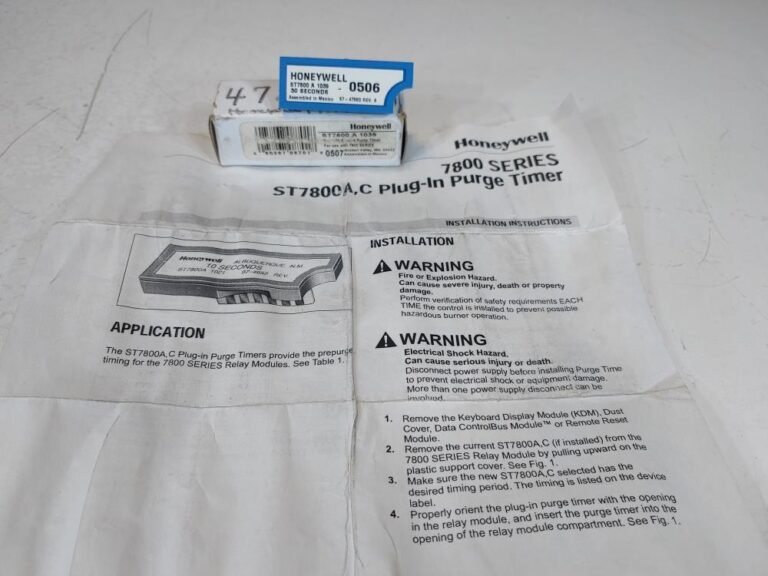 HONEYWELL
ST7800 A 1039
30 SECONDS - 0506
Assembled in Mexico
47
Honeywell
ST7800 A 1039
0507
Honeywell
7800 SERIES
ST7800A,C Plug-In Purge Timer
INSTALLATION INSTRUCTIONS
Honeywell ALBUQUERQUE N.M
10 SECONDS
ST7800A 1021
REV
APPLICATION
The ST7800A,C Plug-in Purge Timers provide the prepurge
timing for the 7800 SERIES Relay Modules. See Table 1.
INSTALLATION
WARNING
Fire or Explosion Hazard.
Can cause severe injury, death or property
damage.
Perform verification of safety requirements EACH
TIME the control is installed to prevent possible
hazardous burner operation.
WARNING
Electrical Shock Hazard.
Can cause serious injury or death.
Disconnect power supply before installing Purge Time
to prevent electrical shock or equipment damage.
More than one power supply disconnect can be
involved.
1. Remove the Keyboard Display Module (KDM), Dust
Cover, Data ControlBus Module™ or Remote Reset
Module.
2. Remove the current ST7800A,C (if installed) from the
7800 SERIES Relay Module by pulling upward on the
plastic support cover. See Fig. 1.
3. Make sure the new ST7800A,C selected has the
desired timing period. The timing is listed on the device
label.
4. Properly orient the plug-in purge timer with the opening
in the relay module, and insert the purge timer into the
opening of the relay module compartment. See Fig. 1.